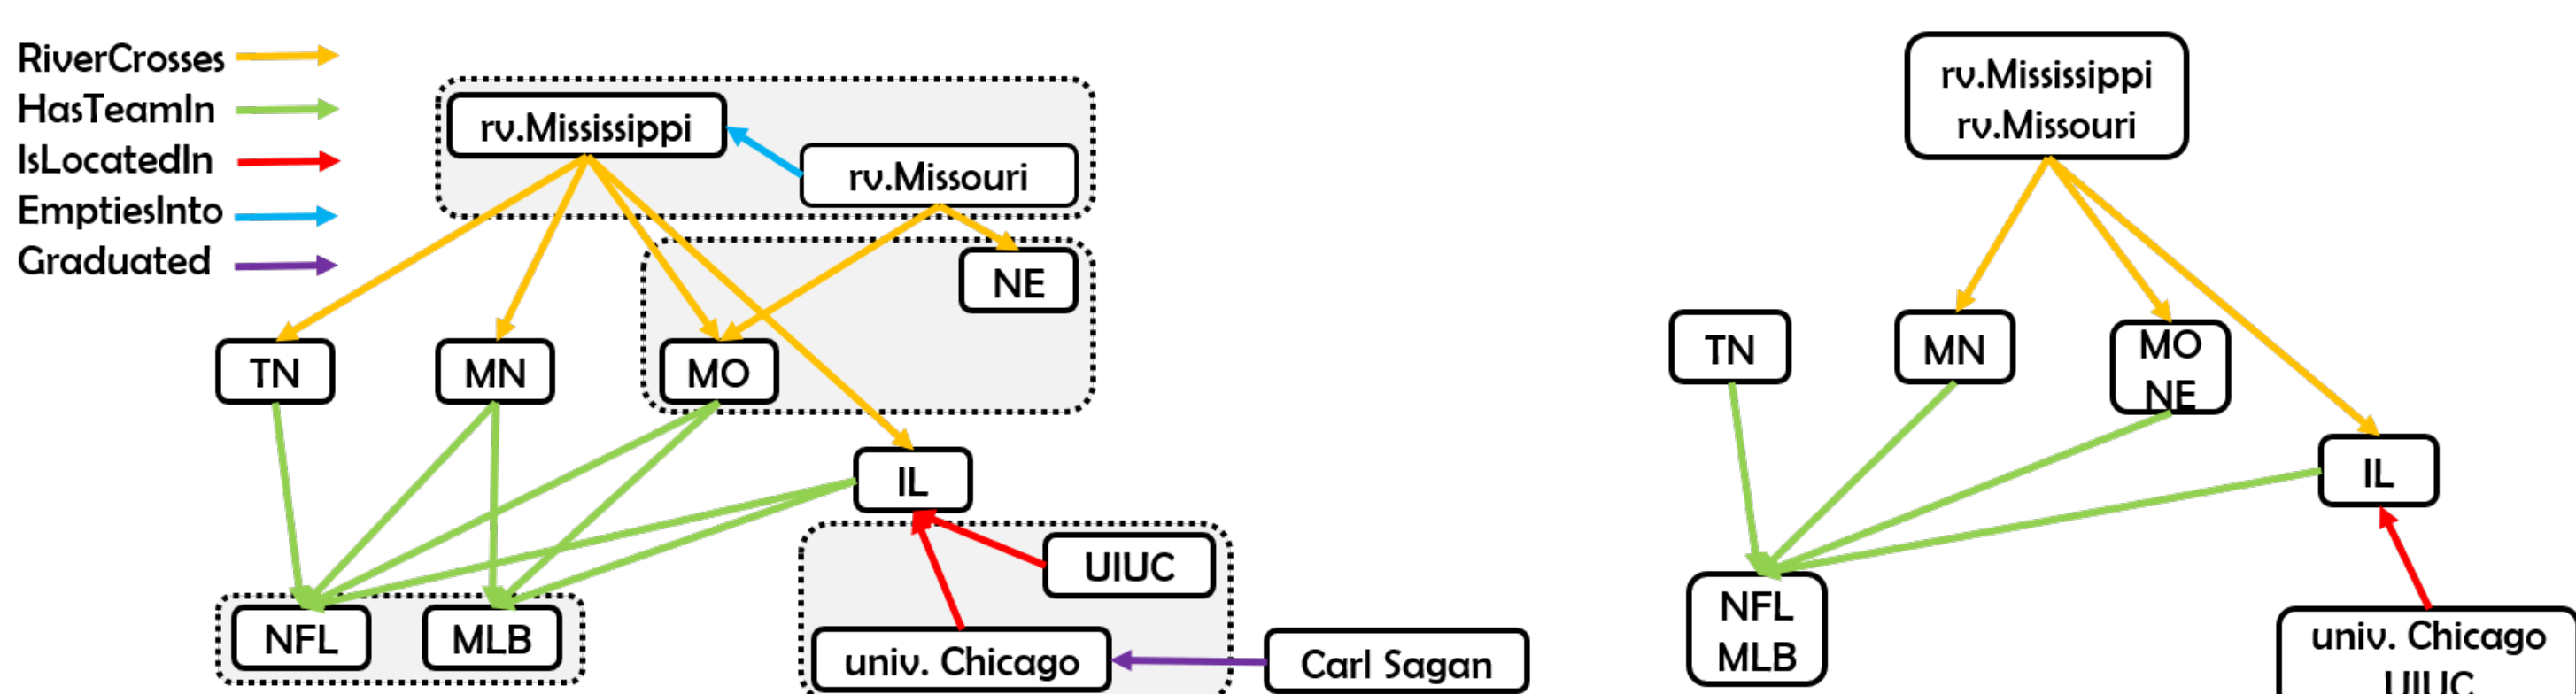 RiverCrosses
HasTeamIn
IsLocatedIn
EmptiesInto
Graduated
rv.Mississippi
rv.Missouri
NE
TN
MN
MO
IL
UIUC
NFL
MLB
univ. Chicago
Carl Sagan
rv.Mississippi
rv.Missouri
TN
MN
MO
NE
IL
NFL
MLB
univ. Chicago
UIUC